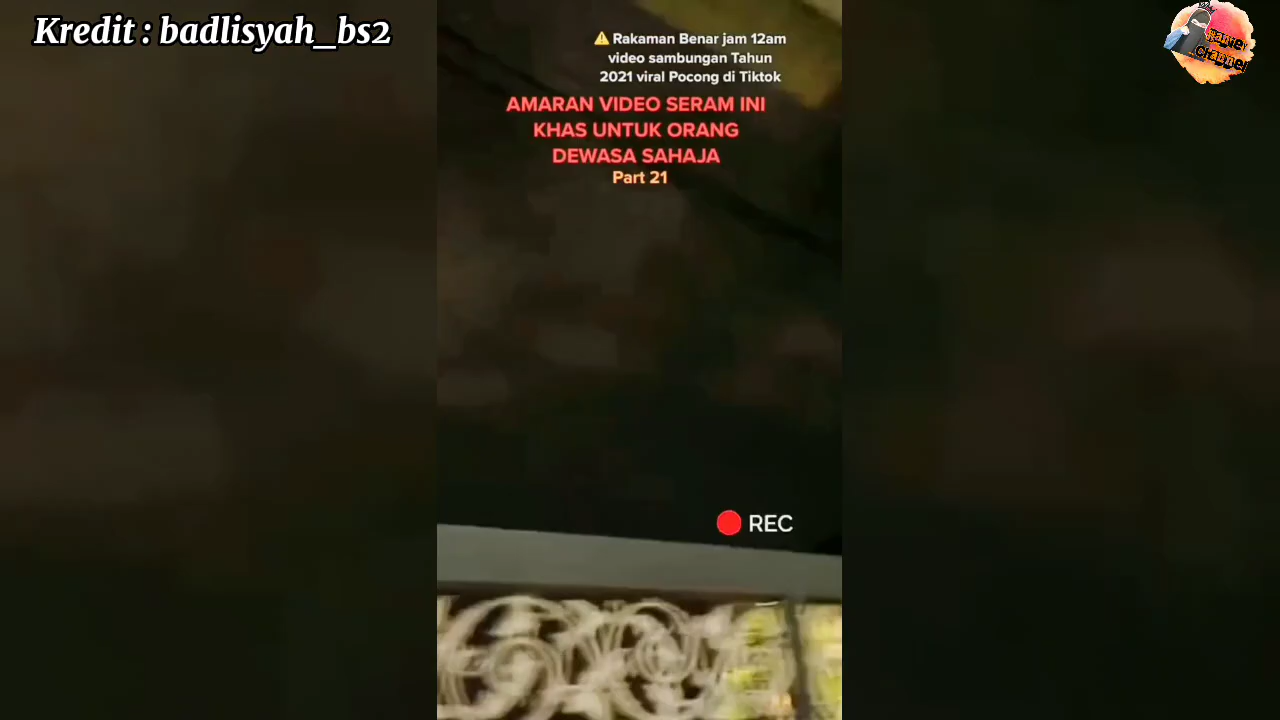 Kredit : badlisyah_bs2
⚠ Rakaman Benar jam 12am
video sambungan Tahun
2021 viral Pocong di Tiktok
AMARAN VIDEO SERAM INI
KHAS UNTUK ORANG
DEWASA SAHAJA
Part 21
REC
Channel